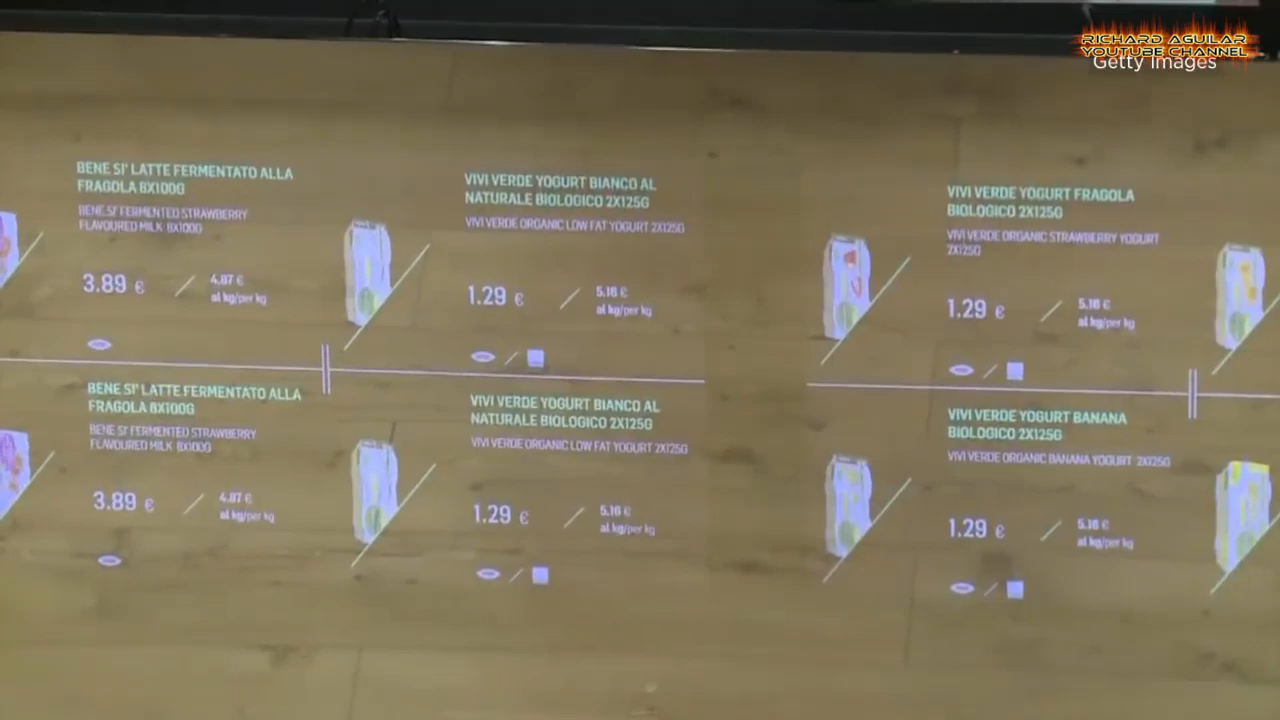 RICHARD AGUILAR
YOUTUBE CHANNEL
Getty Images
BENE SI' LATTE FERMENTATO ALLA
FRAGOLA 8X100G
BENE SI' FERMENTED STRAWBERRY
FLAVOURED MILK 8X100G
3.89 €
4.87 €
al kg/per kg
VIVI VERDE YOGURT BIANCO AL
NATURALE BIOLOGICO 2X125G
VIVI VERDE ORGANIC LOW FAT YOGURT 2X125G
1.29 €
5.16 €
al kg/per kg
VIVI VERDE YOGURT FRAGOLA
BIOLOGICO 2X125G
VIVI VERDE ORGANIC STRAWBERRY YOGURT
2X125G
1.29 €
5.16 €
al kg/per kg
BENE SI' LATTE FERMENTATO ALLA
FRAGOLA 8X100G
BENE SI' FERMENTED STRAWBERRY
FLAVOURED MILK 8X100G
3.89 €
4.87 €
al kg/per kg
VIVI VERDE YOGURT BIANCO AL
NATURALE BIOLOGICO 2X125G
VIVI VERDE ORGANIC LOW FAT YOGURT 2X125G
1.29 €
5.16 €
al kg/per kg
VIVI VERDE YOGURT BANANA
BIOLOGICO 2X125G
VIVI VERDE ORGANIC BANANA YOGURT 2X125G
1.29 €
5.16 €
al kg/per kg